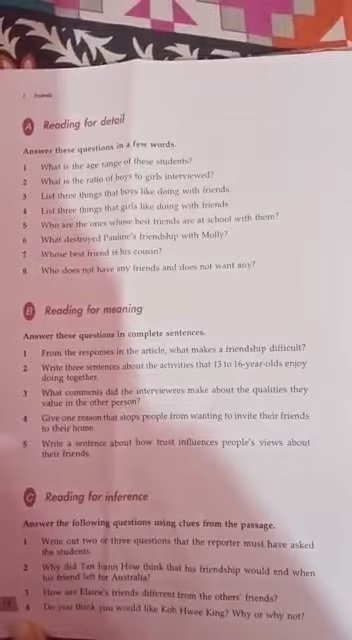 Friends
A Reading for detail
Answer these questions in a few words.
1 What is the age range of these students?
2 What is the ratio of boys to girls interviewed?
3 List three things that boys like doing with friends.
4 List three things that girls like doing with friends
5 Who are the ones whose best friends are at school with them?
6 What destroyed Pauline's friendship with Molly?
7 Whose best friend is his cousin?
8 Who does not have any friends and does not want any?
B Reading for meaning
Answer these questions in complete sentences.
1 From the responses in the article, what makes a friendship difficult?
2 Write three sentences about the activities that 13 to 16-year-olds enjoy
doing together.
3 What comments did the interviewees make about the qualities they
value in the other person?
4 Give one reason that stops people from wanting to invite their friends
to their home.
5 Write a sentence about how trust influences people's views about
their friends.
C Reading for inference
Answer the following questions using clues from the passage.
1 Write out two or three questions that the reporter must have asked
the students.
2 Why did Tan Juan How think that his friendship would end when
his friend left for Australia?
3 How are Elaine's friends different from the others' friends?
4 Do you think you would like Koh Hwee King? Why or why not?